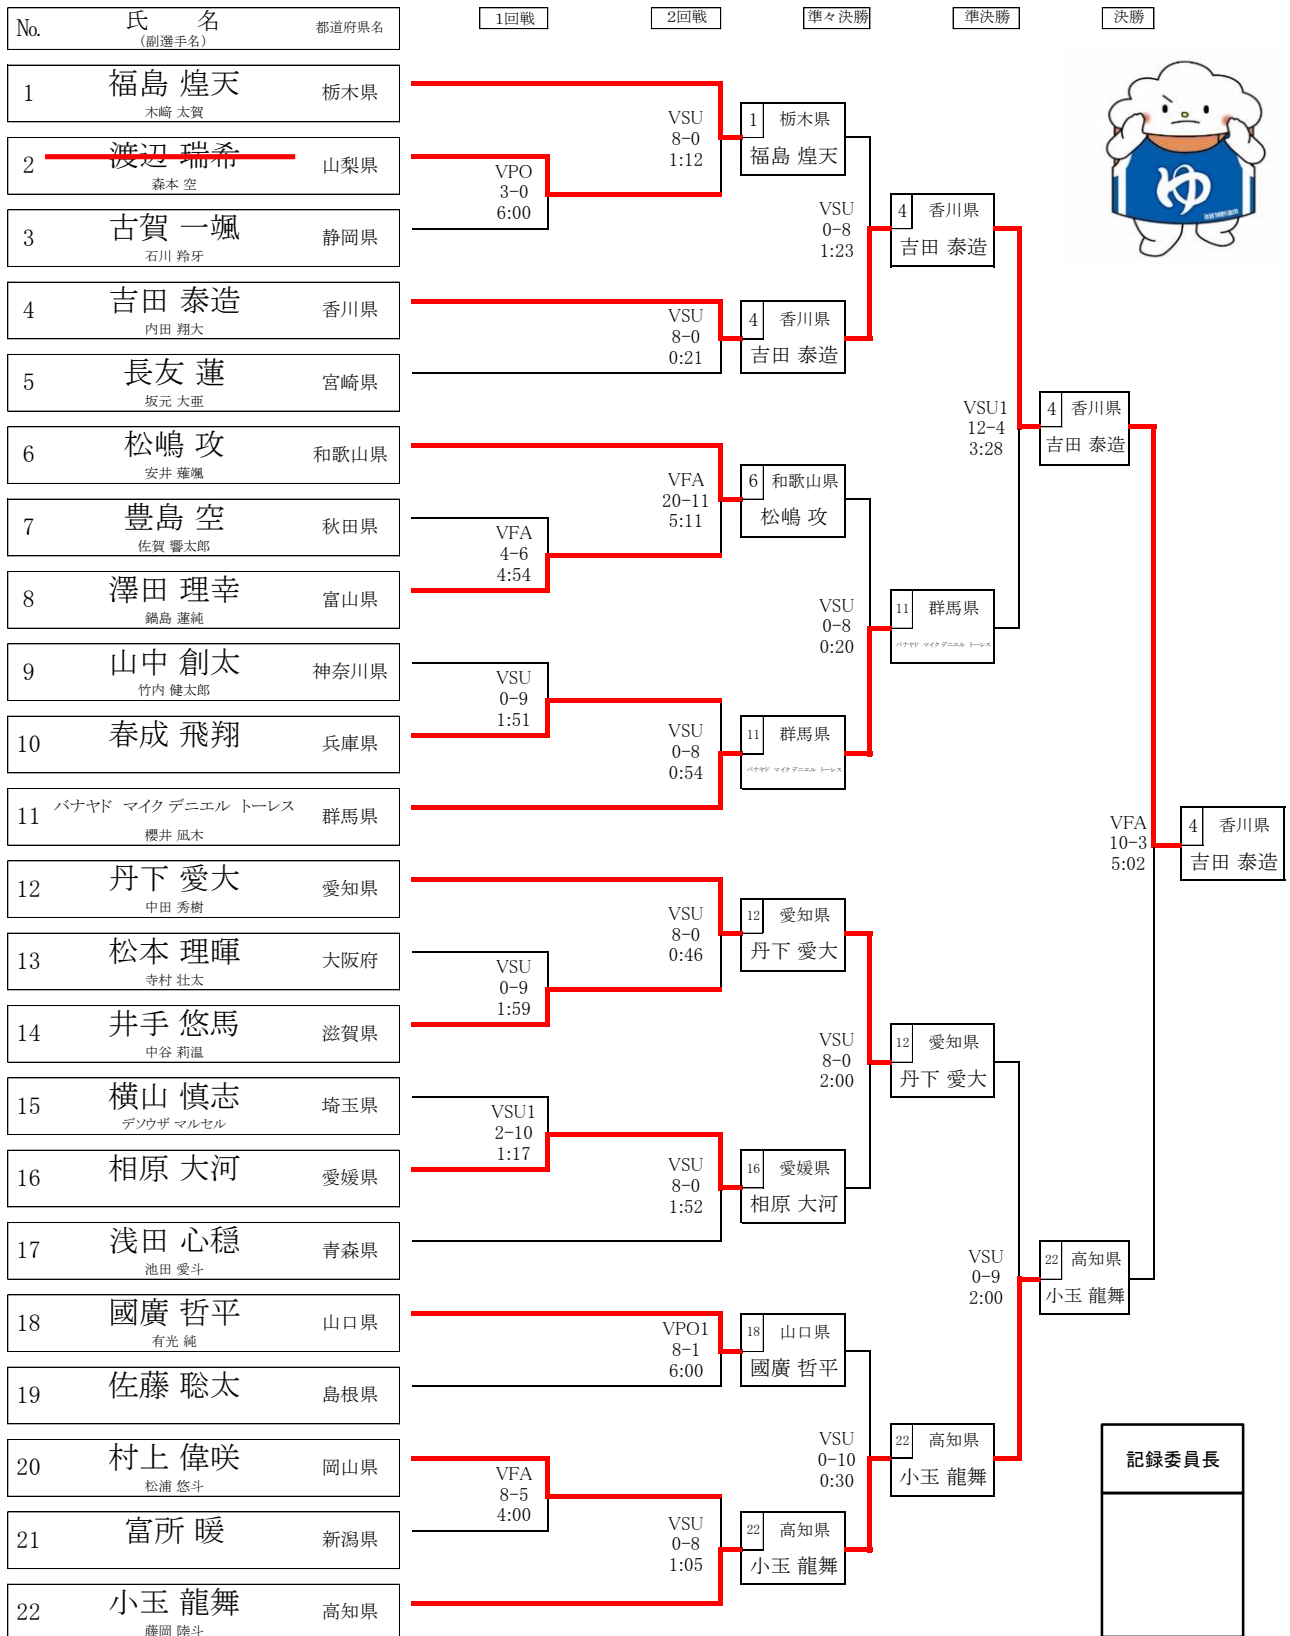 No. 氏 名 (副選手名) 都道府県名 1回戦 2回戦 準々決勝 準決勝 決勝
1 福島 煌天 栃木県
木﨑 太賀
2 渡辺 瑞希 山梨県
森本 空
3 古賀 一颯 静岡県
石川 羚牙
4 吉田 泰造 香川県
内田 翔大
5 長友 蓮 宮崎県
坂元 大亜
6 松嶋 攻 和歌山県
安井 薙颯
7 豊島 空 秋田県
佐賀 響太郎
8 澤田 理幸 富山県
鍋島 蓮純
9 山中 創太 神奈川県
竹内 健太郎
10 春成 飛翔 兵庫県
11 バナヤド マイク デニエル トーレス 群馬県
櫻井 凪木
12 丹下 愛大 愛知県
中田 秀樹
13 松本 理暉 大阪府
寺村 壮太
14 井手 悠馬 滋賀県
中谷 莉温
15 横山 慎志 埼玉県
デソウザ マルセル
16 相原 大河 愛媛県
17 浅田 心穏 青森県
池田 愛斗
18 國廣 哲平 山口県
有光 純
19 佐藤 聡太 島根県
20 村上 偉咲 岡山県
松浦 悠斗
21 富所 暖 新潟県
22 小玉 龍舞 高知県
藤岡 陸斗
VPO
3-0
6:00
VFA
4-6
4:54
VSU
0-9
1:51
VSU
0-9
1:59
VSU1
2-10
1:17
VFA
8-5
4:00
VSU
8-0
1:12
VSU
8-0
0:21
VFA
20-11
5:11
VSU
0-8
0:54
VSU
8-0
0:46
VSU
8-0
1:52
VPO1
8-1
6:00
VSU
0-8
1:05
1 栃木県
福島 煌天
4 香川県
吉田 泰造
6 和歌山県
松嶋 攻
11 群馬県
バナヤド マイク デニエル トーレス
12 愛知県
丹下 愛大
16 愛媛県
相原 大河
18 山口県
國廣 哲平
22 高知県
小玉 龍舞
VSU
0-8
1:23
VSU
0-8
0:20
VSU
8-0
2:00
VSU
0-10
0:30
4 香川県
吉田 泰造
11 群馬県
バナヤド マイク デニエル トーレス
12 愛知県
丹下 愛大
22 高知県
小玉 龍舞
VSU1
12-4
3:28
VSU
0-9
2:00
4 香川県
吉田 泰造
22 高知県
小玉 龍舞
VFA
10-3
5:02
4 香川県
吉田 泰造
ゆ
記録委員長